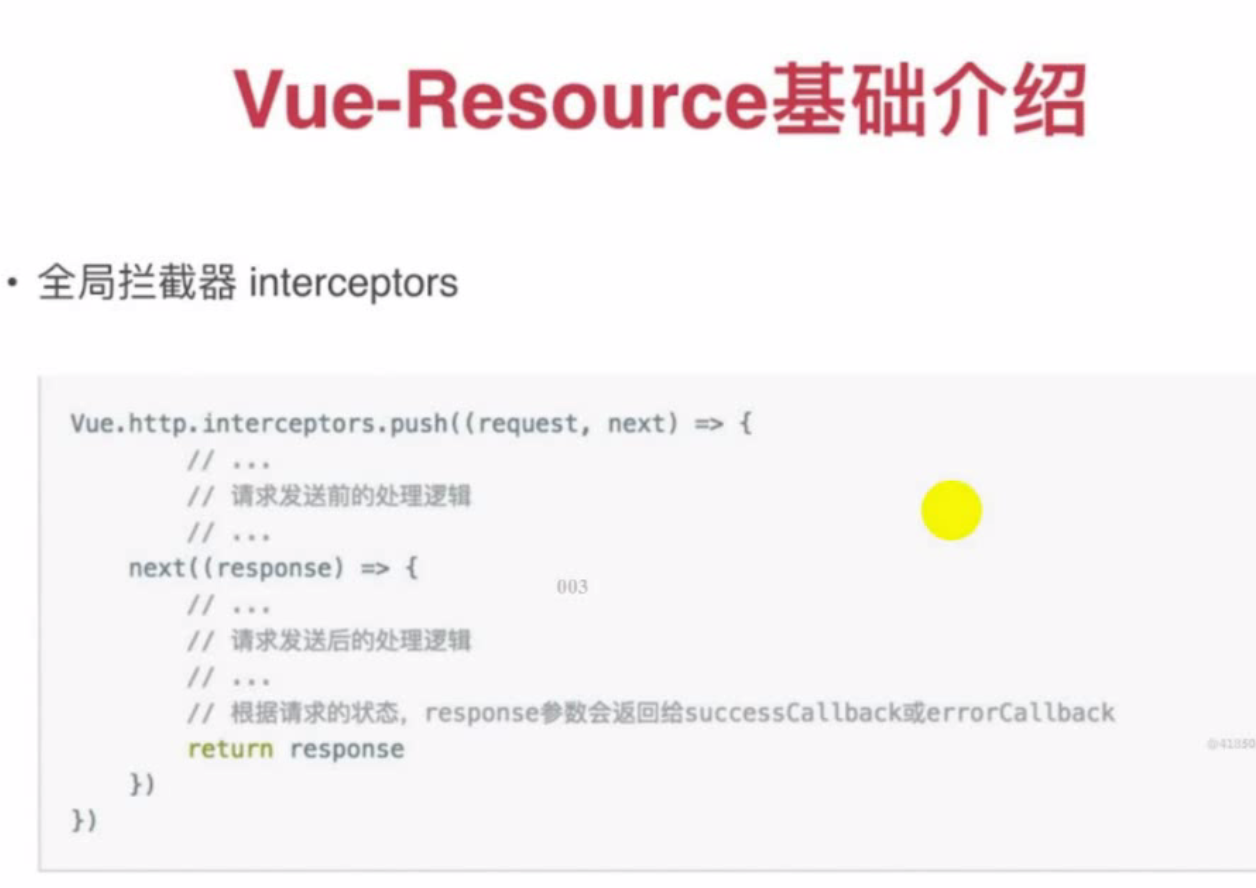 Vue-Resource基础介绍
• 全局拦截器 interceptors
Vue.http.interceptors.push((request, next) => {
// ...
// 请求发送前的处理逻辑
// ...
next((response) => {
003
// ...
// 请求发送后的处理逻辑
// ...
// 根据请求的状态, response参数会返回给successCallback或errorCallback
return response
})
})